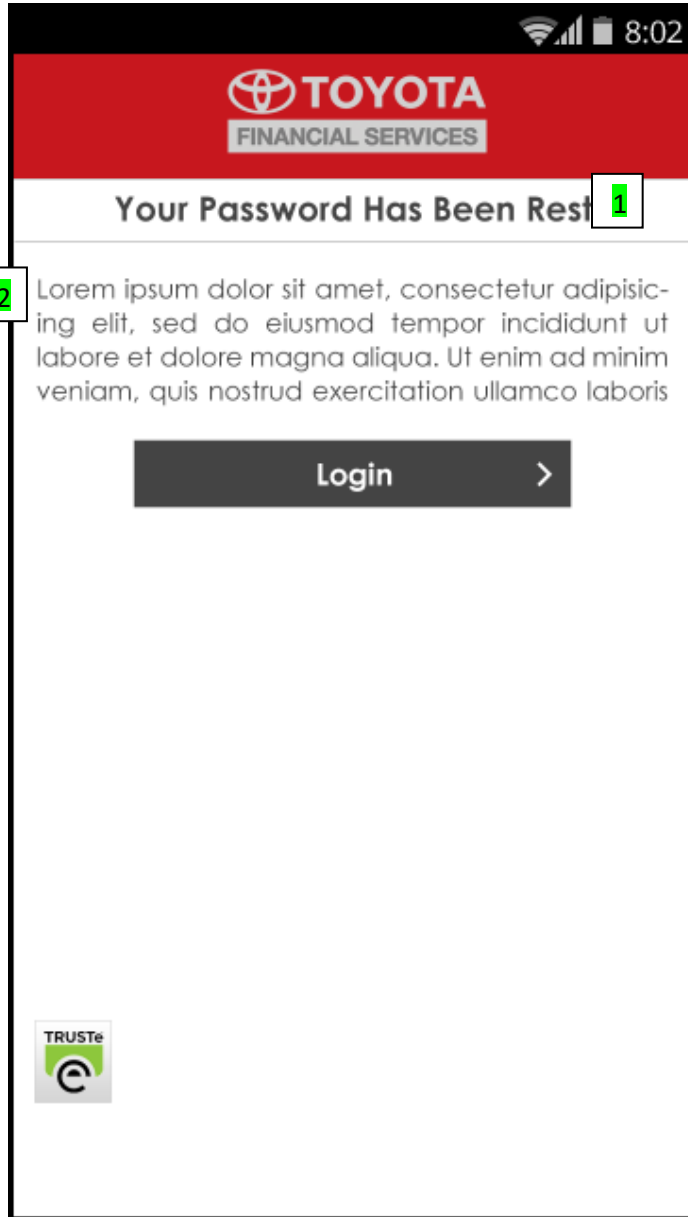 8:02
TOYOTA
FINANCIAL SERVICES
Your Password Has Been Rest
1
2
Lorem ipsum dolor sit amet, consectetur adipisic-
ing elit, sed do eiusmod tempor incididunt ut
labore et dolore magna aliqua. Ut enim ad minim
veniam, quis nostrud exercitation ullamco laboris
Login
TRUSTe
e